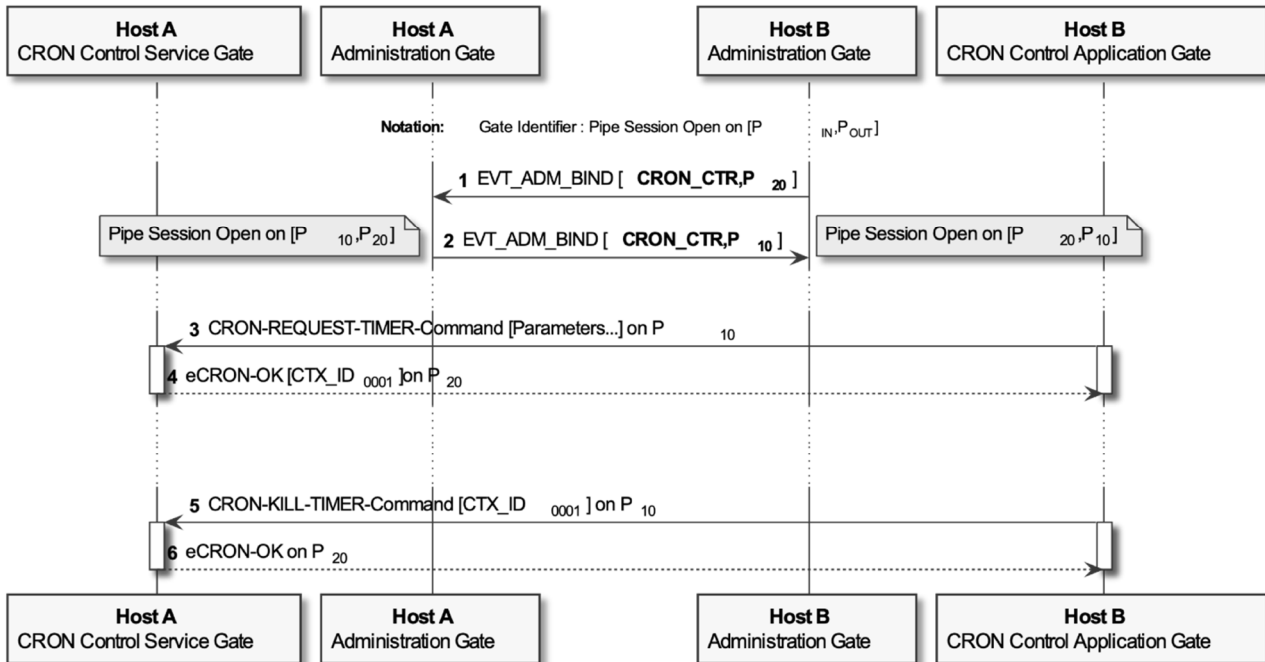 Host A
CRON Control Service Gate
Host A
Administration Gate
Host B
Administration Gate
Host B
CRON Control Application Gate
Notation: Gate Identifier : Pipe Session Open on [P IN,POUT]
1 EVT_ADM_BIND [ CRON_CTR,P 20 ]
Pipe Session Open on [P 10,P20]
2 EVT_ADM_BIND [ CRON_CTR,P 10 ]
Pipe Session Open on [P 20,P10]
3 CRON-REQUEST-TIMER-Command [Parameters...] on P 10
4 eCRON-OK [CTX_ID 0001 ]on P 20
5 CRON-KILL-TIMER-Command [CTX_ID 0001 ] on P 10
6 eCRON-OK on P 20
Host A
CRON Control Service Gate
Host A
Administration Gate
Host B
Administration Gate
Host B
CRON Control Application Gate